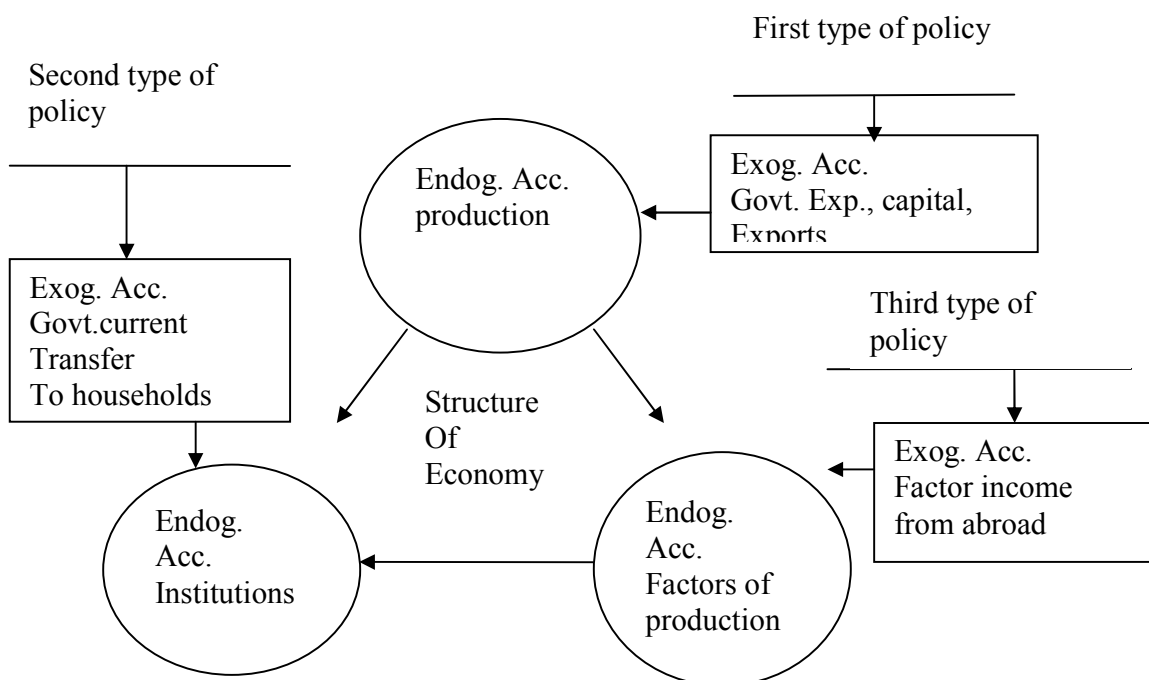 First type of policy
Second type of
policy
Exog. Acc.
Govt. Exp., capital,
Exports
Endog. Acc.
production
Exog. Acc.
Govt.current
Transfer
To households
Third type of
policy
Structure
Of
Economy
Exog. Acc.
Factor income
from abroad
Endog.
Acc.
Institutions
Endog.
Acc.
Factors of
production